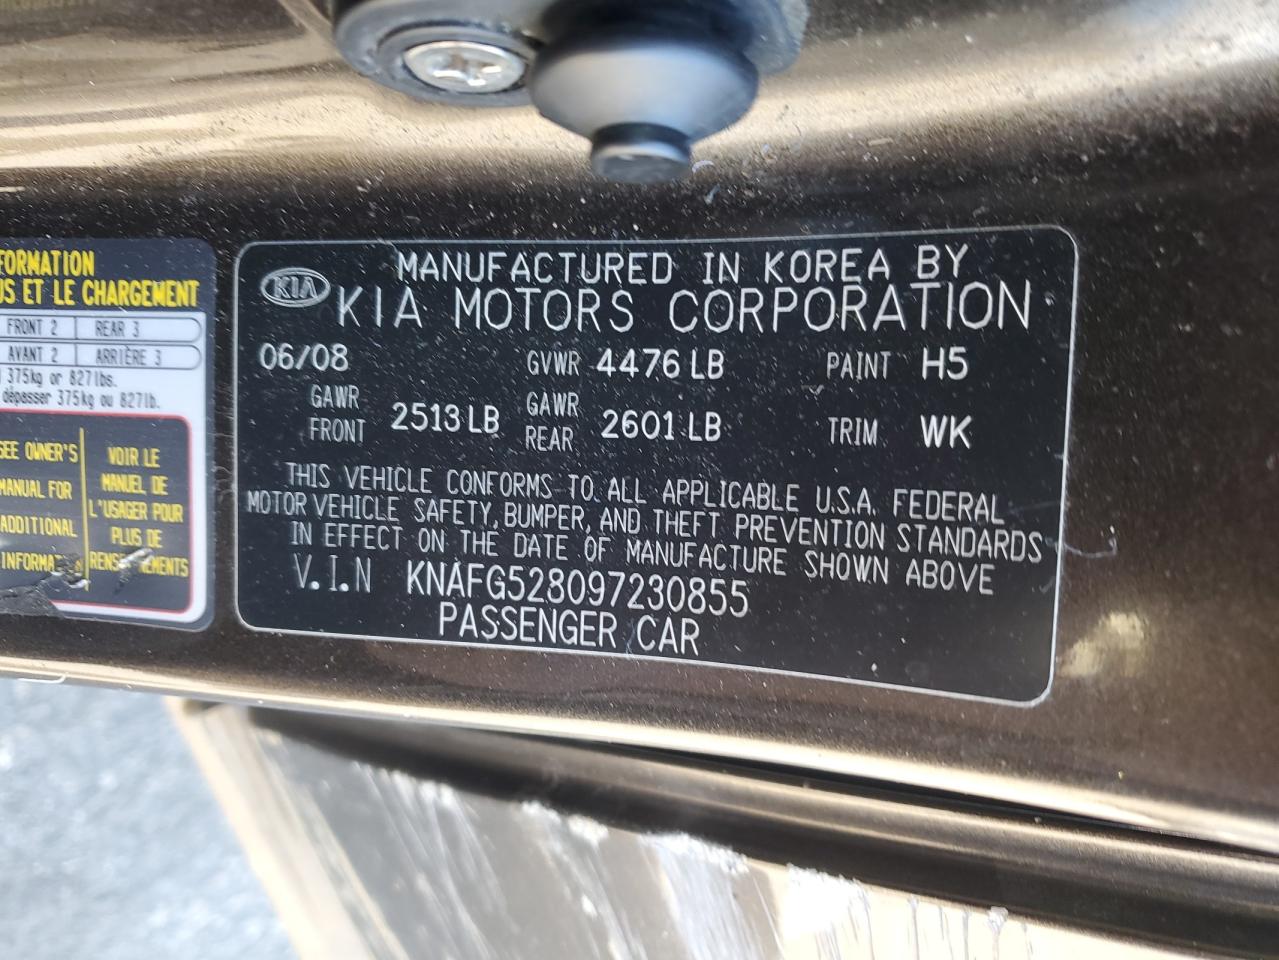 FORMATION
US ET LE CHARGEMENT
FRONT 2 REAR 3
AVANT 2 ARRIÈRE 3
375kg or 827lbs.
dépasser 375kg ou 827lb.
SEE OWNER'S
MANUAL FOR
ADDITIONAL
VOIR LE
MANUEL DE
L'USAGER POUR
PLUS DE
KIA
MANUFACTURED IN KOREA BY
KIA MOTORS CORPORATION
06/08 GVWR 4476 LB PAINT H5
GAWR FRONT 2513 LB GAWR REAR 2601 LB TRIM WK
THIS VEHICLE CONFORMS TO ALL APPLICABLE U.S.A. FEDERAL
MOTOR VEHICLE SAFETY, BUMPER, AND THEFT PREVENTION STANDARDS
IN EFFECT ON THE DATE OF MANUFACTURE SHOWN ABOVE
V.I.N KNAFG528097230855
PASSENGER CAR